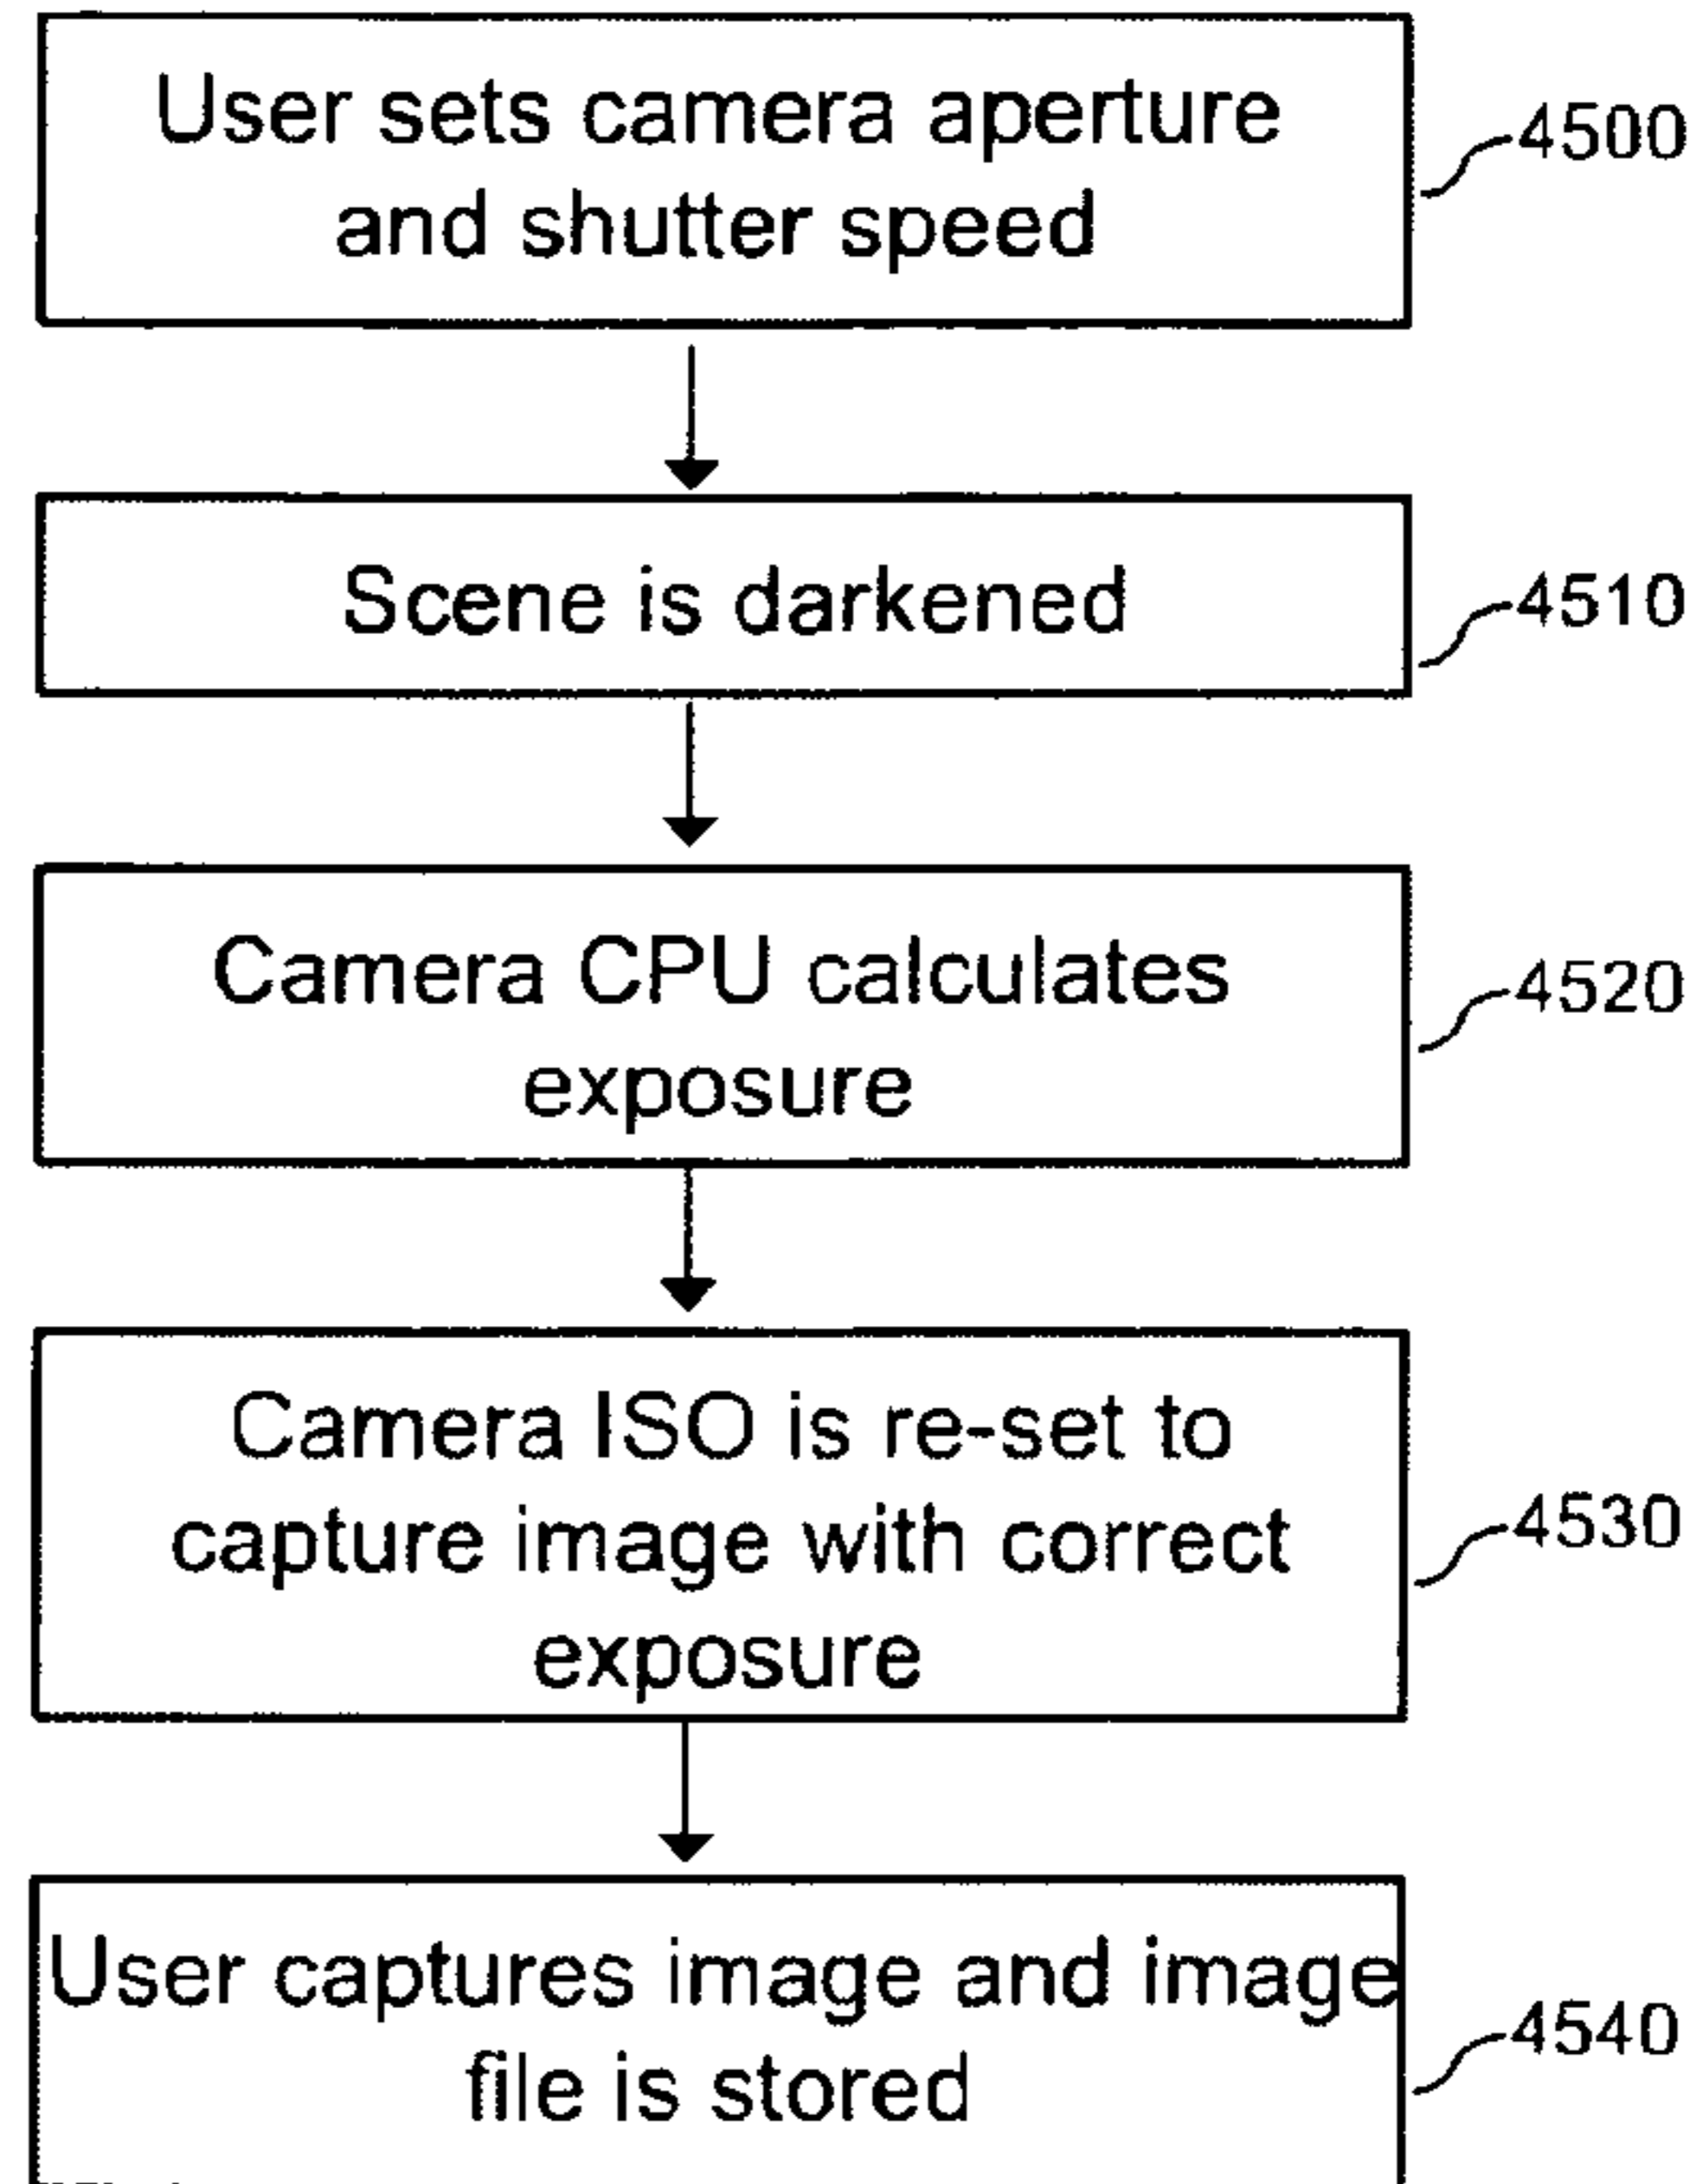 User sets camera aperture
and shutter speed
4500
Scene is darkened
4510
Camera CPU calculates
exposure
4520
Camera ISO is re-set to
capture image with correct
exposure
4530
User captures image and image
file is stored
4540